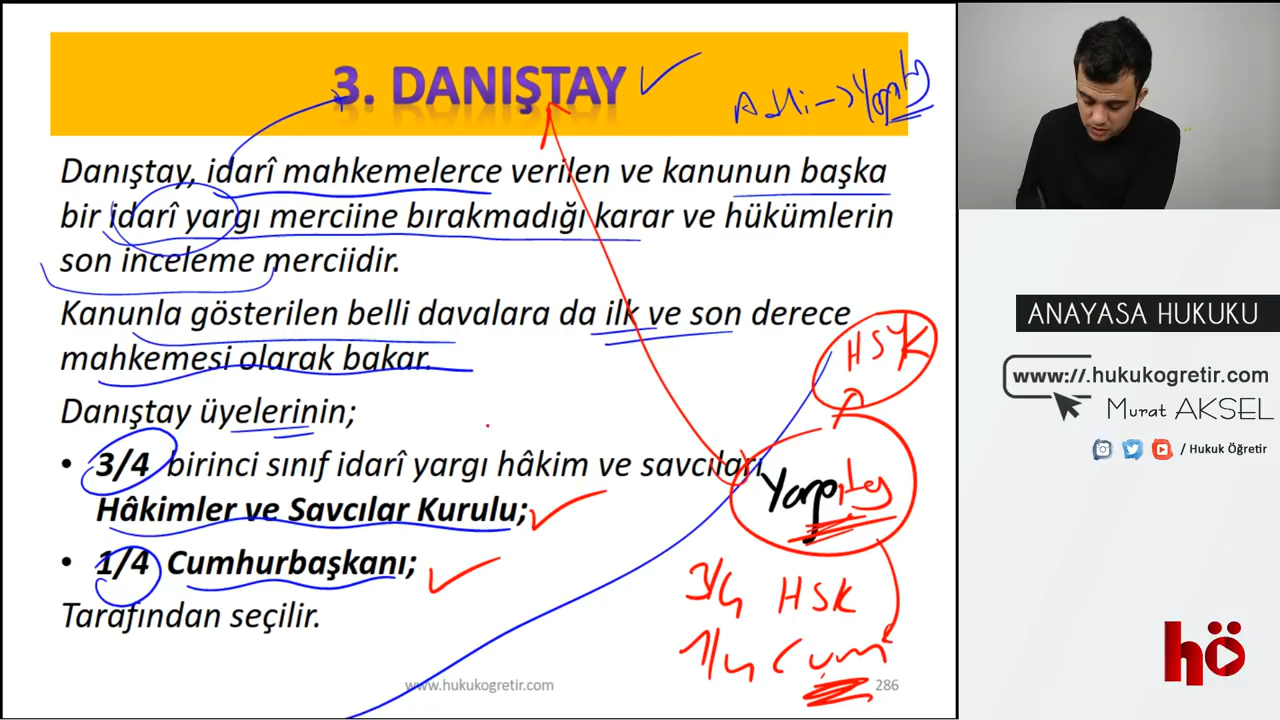 3. DANIŞTAY
Adli -> Yargıtay
Danıştay, idarî mahkemelerce verilen ve kanunun başka
bir idarî yargı merciine bırakmadığı karar ve hükümlerin
son inceleme merciidir.
Kanunla gösterilen belli davalara da ilk ve son derece
mahkemesi olarak bakar.
HSYK
Danıştay üyelerinin;
• 3/4 birinci sınıf idarî yargı hâkim ve savcıları
Hâkimler ve Savcılar Kurulu;
• 1/4 Cumhurbaşkanı;
Tarafından seçilir.
3/4 HSK
1/4 Cum
www.hukukogretir.com
286
ANAYASA HUKUKU
www://.hukukogretir.com
Murat AKSEL
/ Hukuk Öğretir
hö